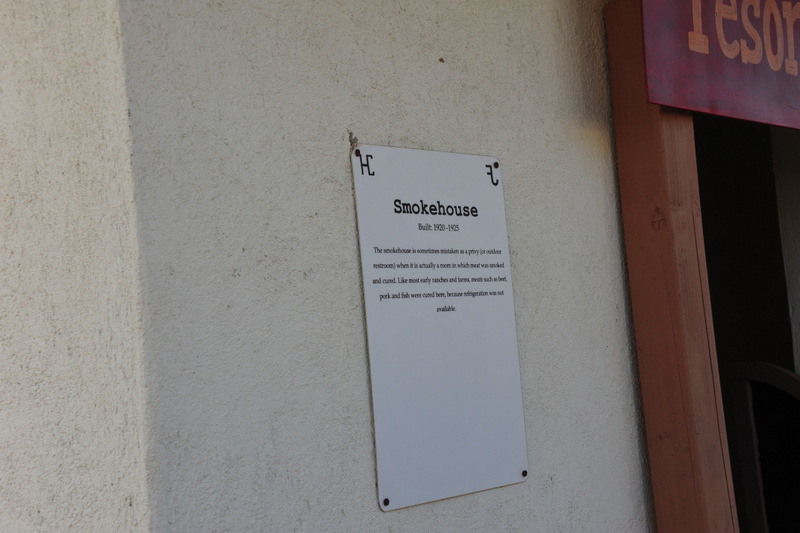 Tesor
HC
Smokehouse
Built: 1920 -1925
The smokehouse is sometimes mistaken as a privy (or outdoor
restroom) when it is actually a room in which meat was smoked
and cured. Like most early ranches and farms, meats such as beef,
pork and fish were cured here, because refrigeration was not
available.